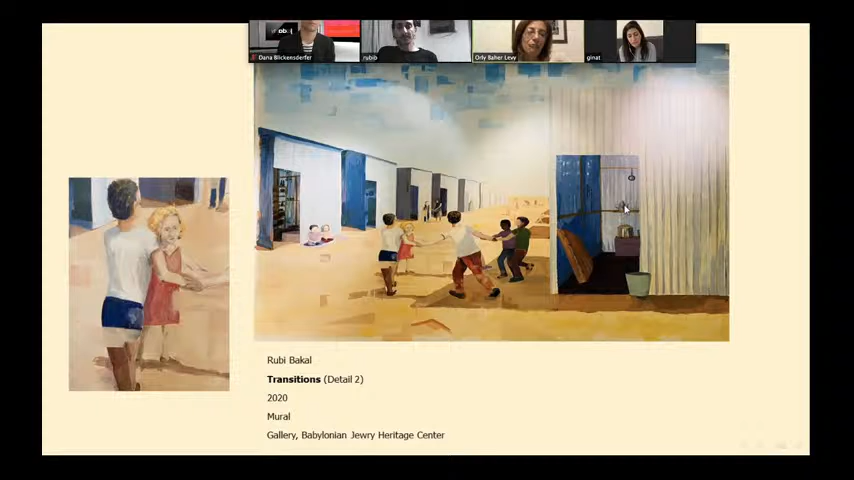 Dana Blickensderfer
rubib
Orly Baher Levy
ginat
Rubi Bakal
Transitions (Detail 2)
2020
Mural
Gallery, Babylonian Jewry Heritage Center